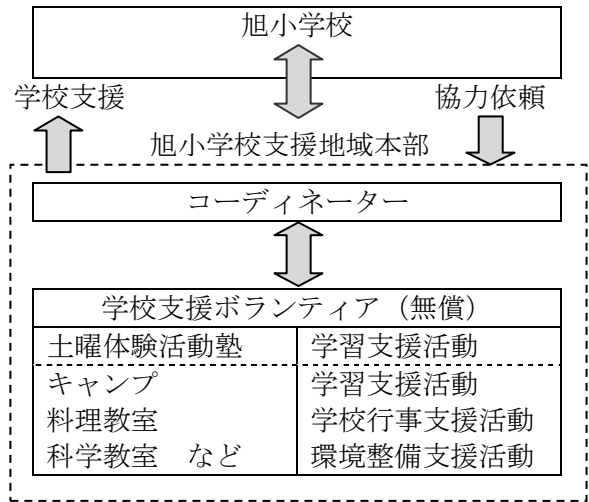 旭小学校
学校支援
協力依頼
旭小学校支援地域本部
コーディネーター
学校支援ボランティア（無償）
土曜体験活動塾
学習支援活動
キャンプ
学習支援活動
料理教室
学校行事支援活動
科学教室　など
環境整備支援活動